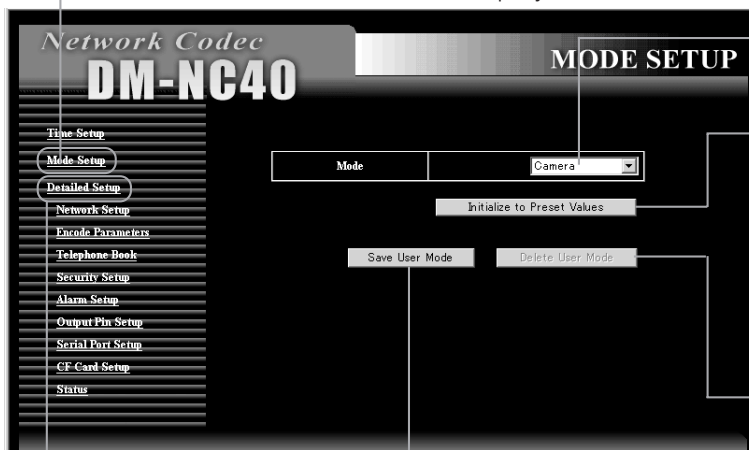 Network Codec
DM-NC40
MODE SETUP
Time Setup
Mode Setup
Detailed Setup
Network Setup
Encode Parameters
Telephone Book
Security Setup
Alarm Setup
Output Pin Setup
Serial Port Setup
CF Card Setup
Status
Mode Camera
Initialize to Preset Values
Save User Mode Delete User Mode